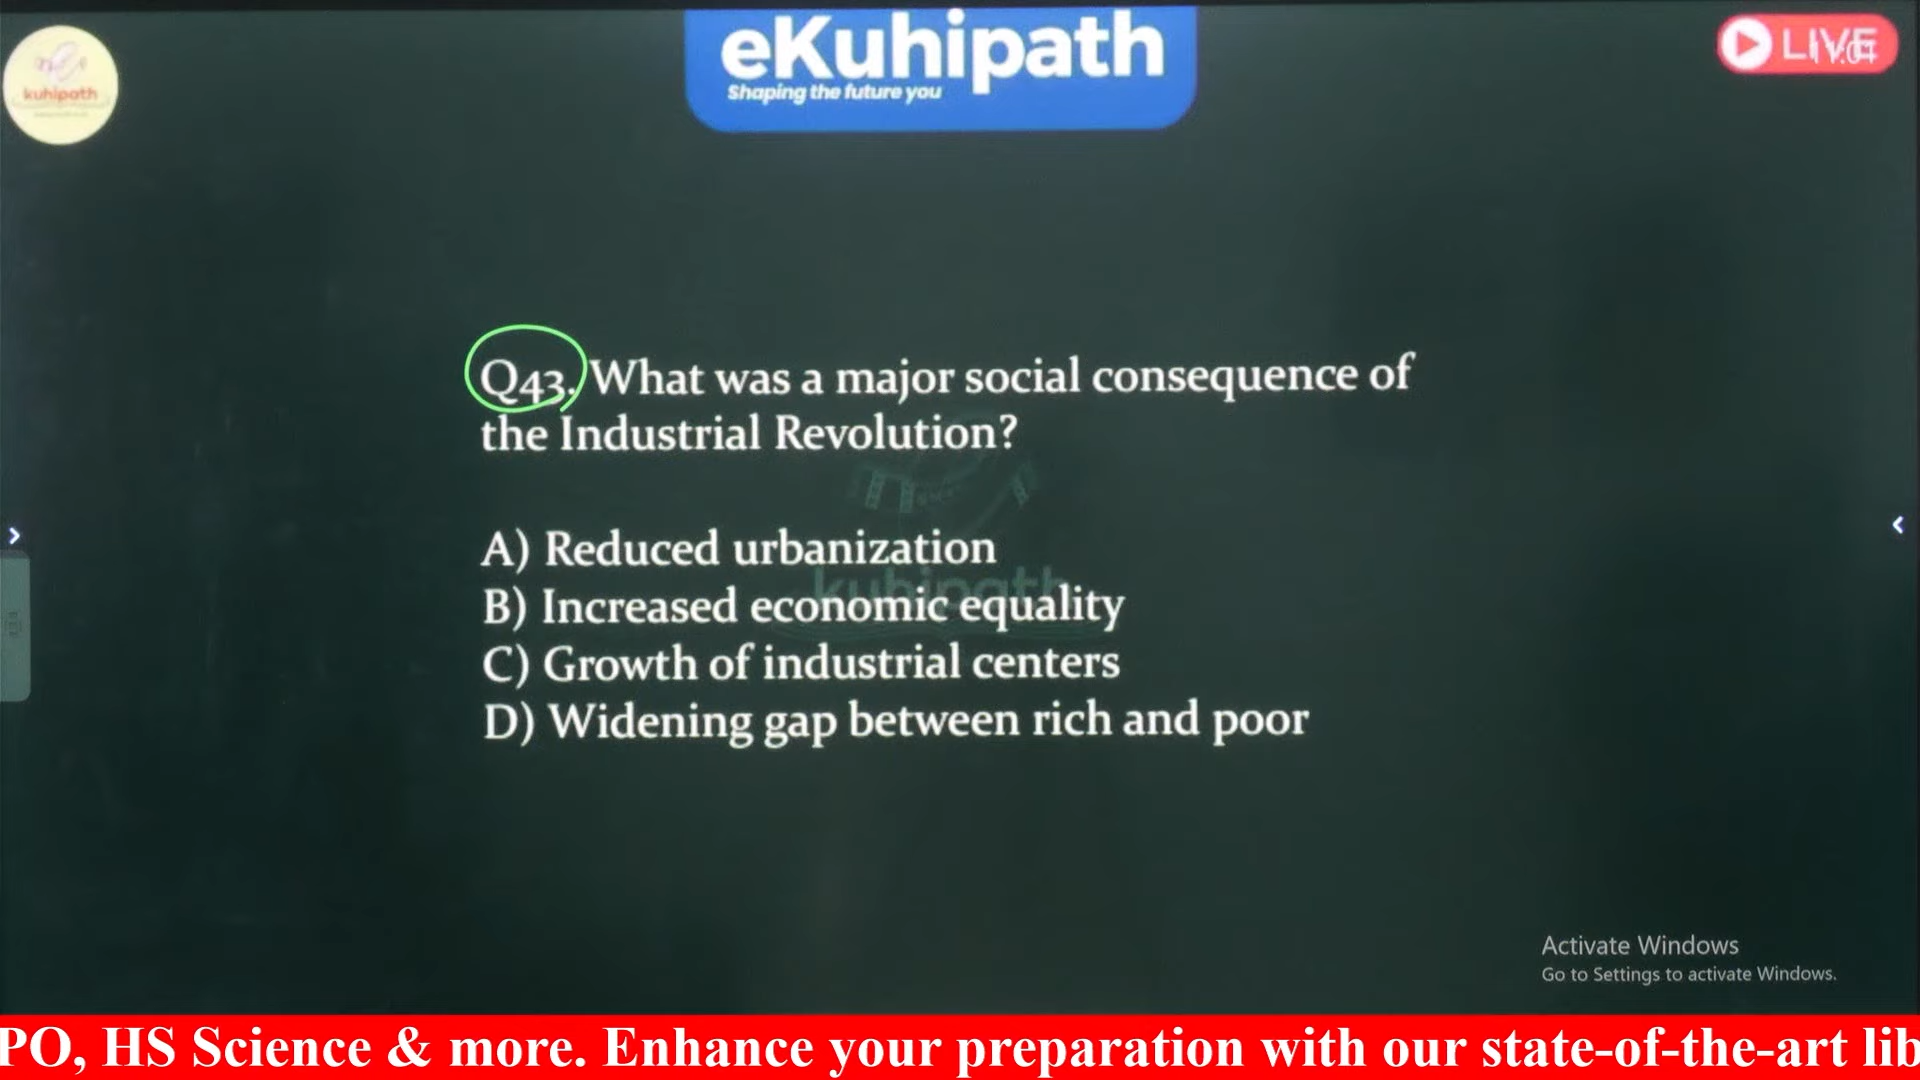 eKuhipath
Shaping the future you
LIVE
kuhipath
Q43. What was a major social consequence of
the Industrial Revolution?
A) Reduced urbanization
B) Increased economic equality
C) Growth of industrial centers
D) Widening gap between rich and poor
kuhipath
Activate Windows
Go to Settings to activate Windows.
PO, HS Science & more. Enhance your preparation with our state-of-the-art lib